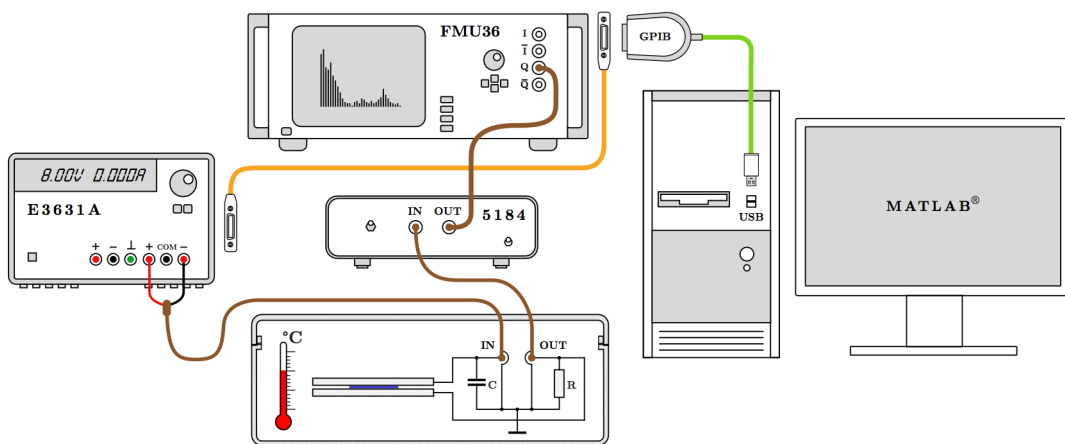 FMU36
I
I̅
Q
Q̅
GPIB
8.00V 0.000A
E3631A
+ − ⊥ + COM −
IN OUT 5184
USB
MATLAB®
°C
IN OUT
C
R